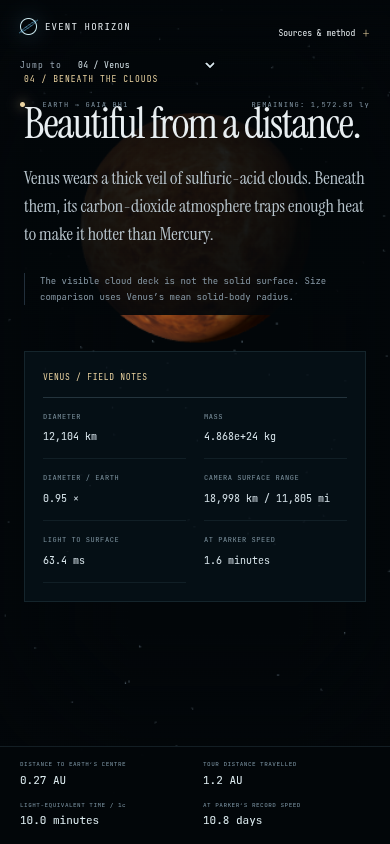 EVENT HORIZON
Sources & method +
Jump to 04 / Venus
04 / BENEATH THE CLOUDS
EARTH → GAIA BH1 REMAINING: 1,572.85 ly
Beautiful from a distance.
Venus wears a thick veil of sulfuric-acid clouds. Beneath
them, its carbon-dioxide atmosphere traps enough heat
to make it hotter than Mercury.
The visible cloud deck is not the solid surface. Size
comparison uses Venus’s mean solid-body radius.
VENUS / FIELD NOTES
DIAMETER MASS
12,104 km 4.868e+24 kg
DIAMETER / EARTH CAMERA SURFACE RANGE
0.95 × 18,998 km / 11,805 mi
LIGHT TO SURFACE AT PARKER SPEED
63.4 ms 1.6 minutes
DISTANCE TO EARTH'S CENTRE TOUR DISTANCE TRAVELLED
0.27 AU 1.2 AU
LIGHT-EQUIVALENT TIME / 1c AT PARKER'S RECORD SPEED
10.0 minutes 10.8 days